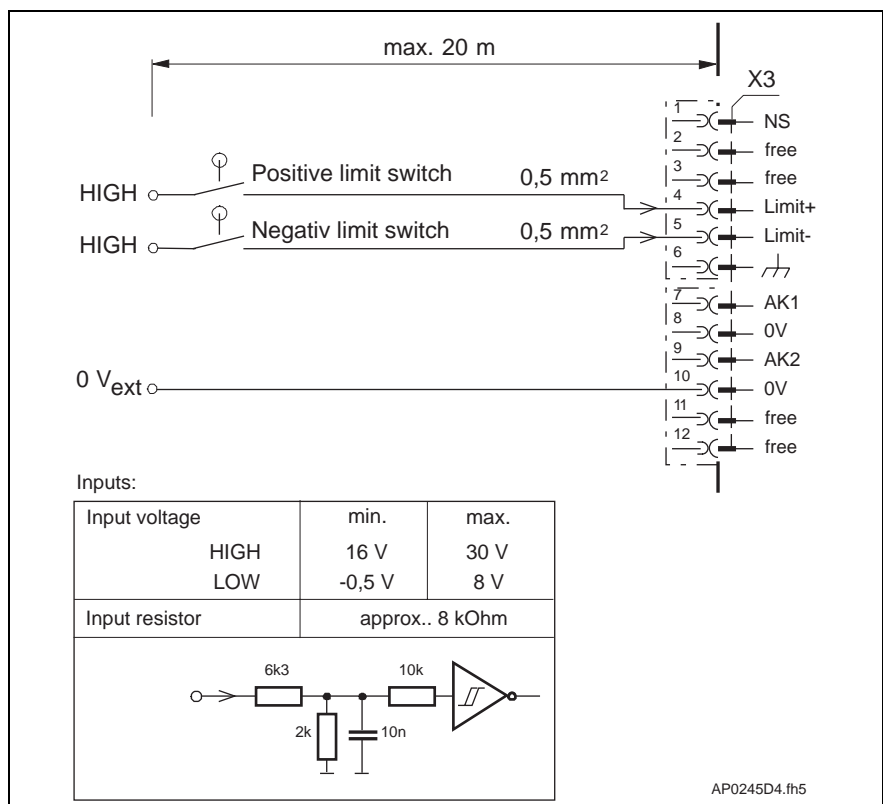 max. 20 m
X3
1 NS
2 free
3 free
HIGH Positive limit switch 0,5 mm2 4 Limit+
HIGH Negativ limit switch 0,5 mm2 5 Limit-
6
7 AK1
8 0V
9 AK2
0 Vext 10 0V
11 free
12 free
Inputs:
Input voltage min. max.
HIGH 16 V 30 V
LOW -0,5 V 8 V
Input resistor approx.. 8 kOhm
6k3 10k
2k 10n
AP0245D4.fh5